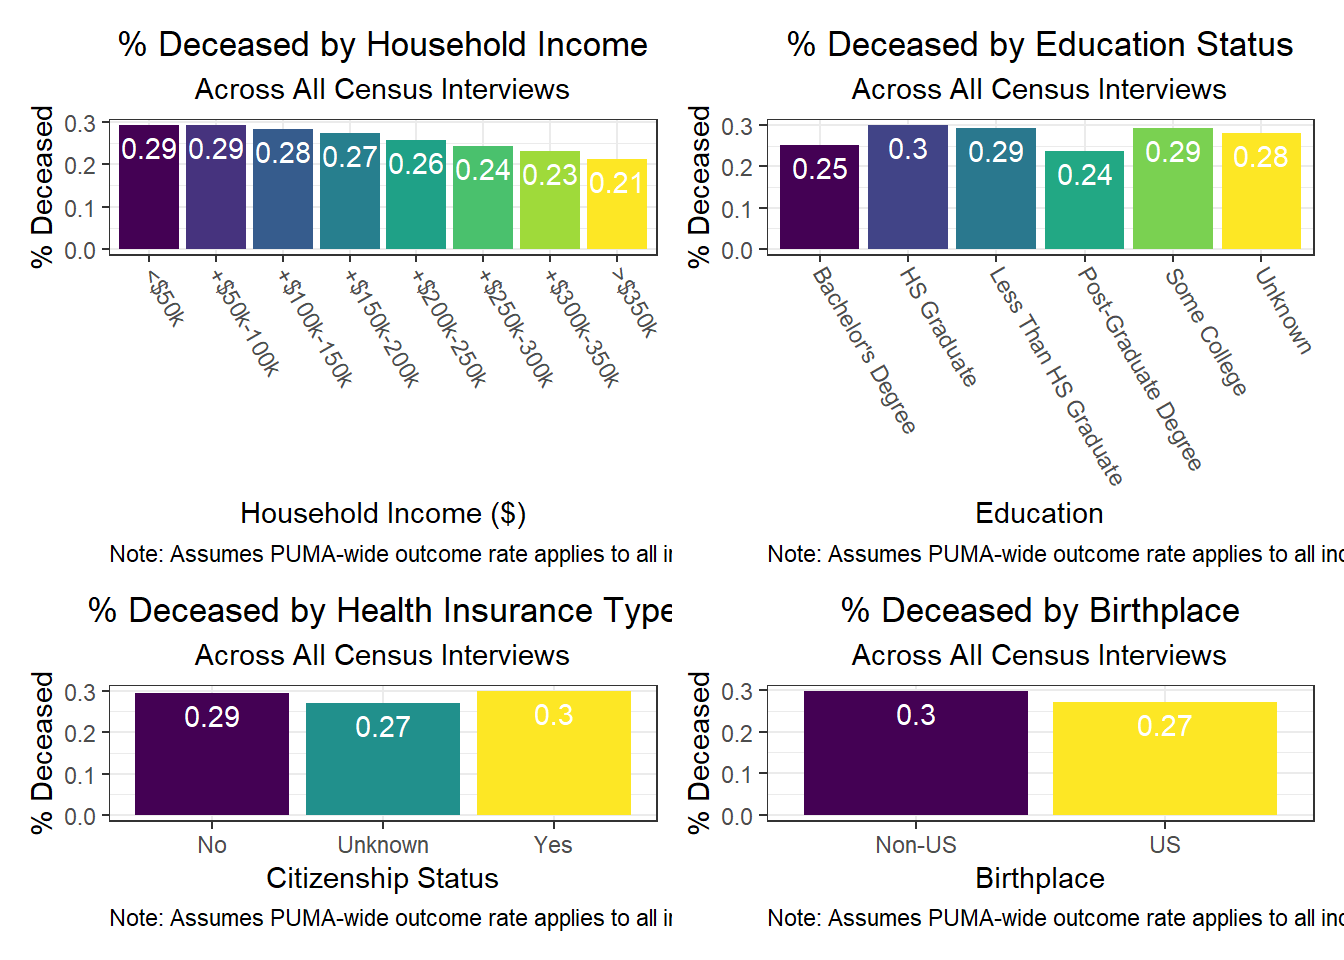 % Deceased by Household Income
Across All Census Interviews
% Deceased
0.3
0.2
0.1
0.0
0.29
0.29
0.28
0.27
0.26
0.24
0.23
0.21
<$50k
+$50k-100k
+$100k-150k
+$150k-200k
+$200k-250k
+$250k-300k
+$300k-350k
>$350k
Household Income ($)
Note: Assumes PUMA-wide outcome rate applies to all in
% Deceased by Education Status
Across All Census Interviews
% Deceased
0.3
0.2
0.1
0.0
0.25
0.3
0.29
0.24
0.29
0.28
Bachelor's Degree
HS Graduate
Less Than HS Graduate
Post-Graduate Degree
Some College
Unknown
Education
Note: Assumes PUMA-wide outcome rate applies to all ind
% Deceased by Health Insurance Type
Across All Census Interviews
% Deceased
0.3
0.2
0.1
0.0
0.29
0.27
0.3
No
Unknown
Yes
Citizenship Status
Note: Assumes PUMA-wide outcome rate applies to all in
% Deceased by Birthplace
Across All Census Interviews
% Deceased
0.3
0.2
0.1
0.0
0.3
0.27
Non-US
US
Birthplace
Note: Assumes PUMA-wide outcome rate applies to all ind